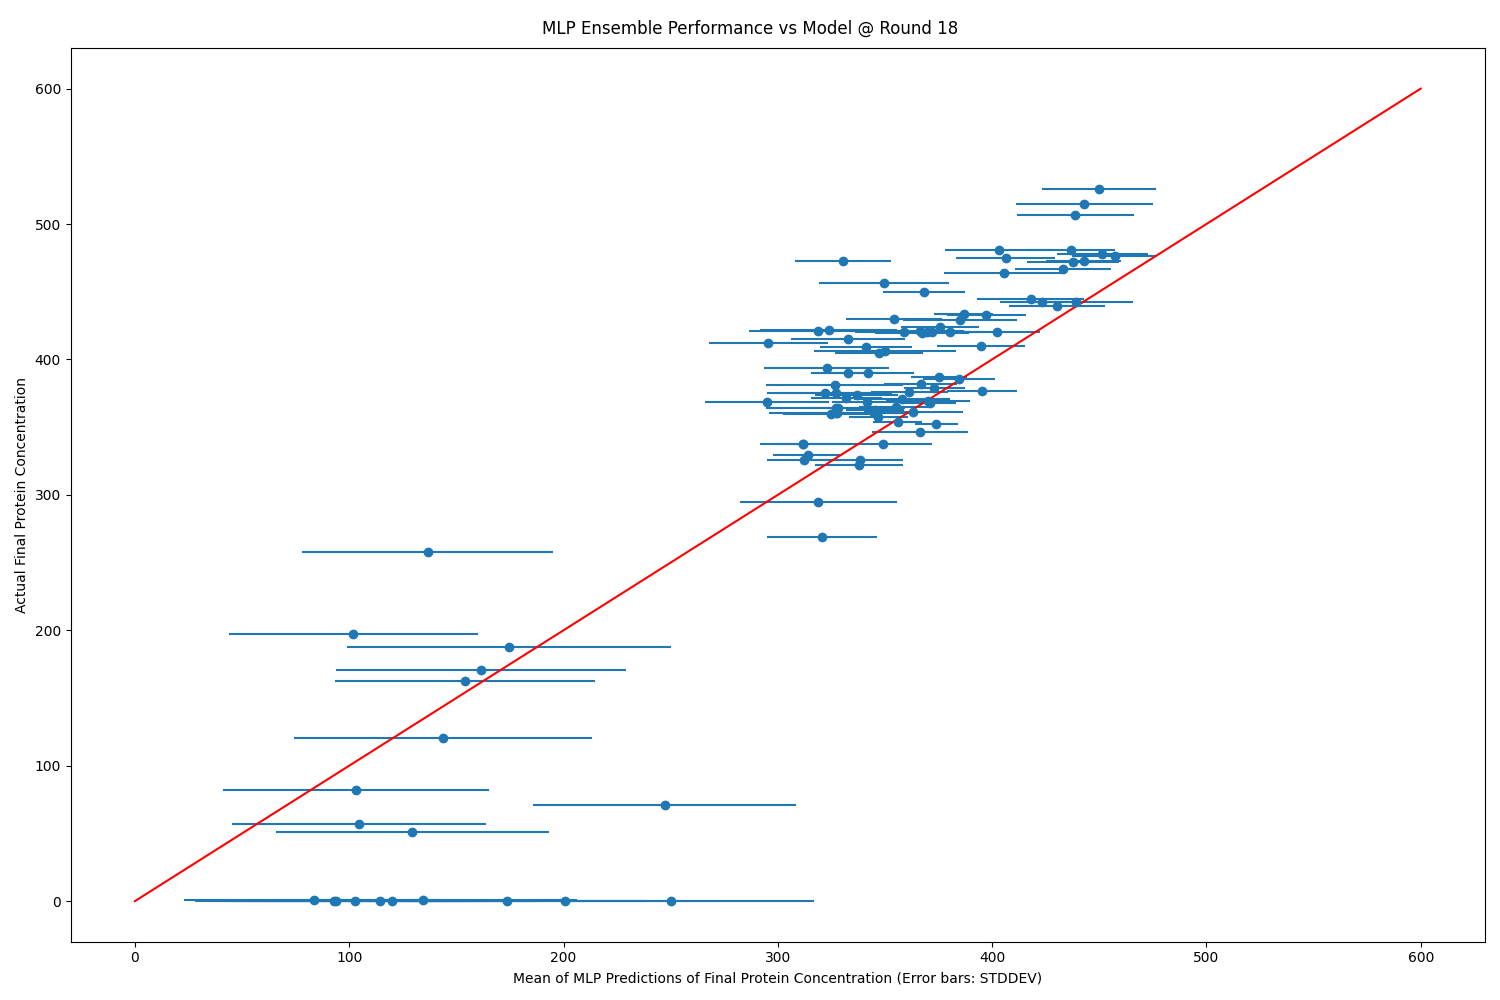 MLP Ensemble Performance vs Model @ Round 18
600
500
400
300
200
100
0
Actual Final Protein Concentration
0 100 200 300 400 500 600
Mean of MLP Predictions of Final Protein Concentration (Error bars: STDDEV)